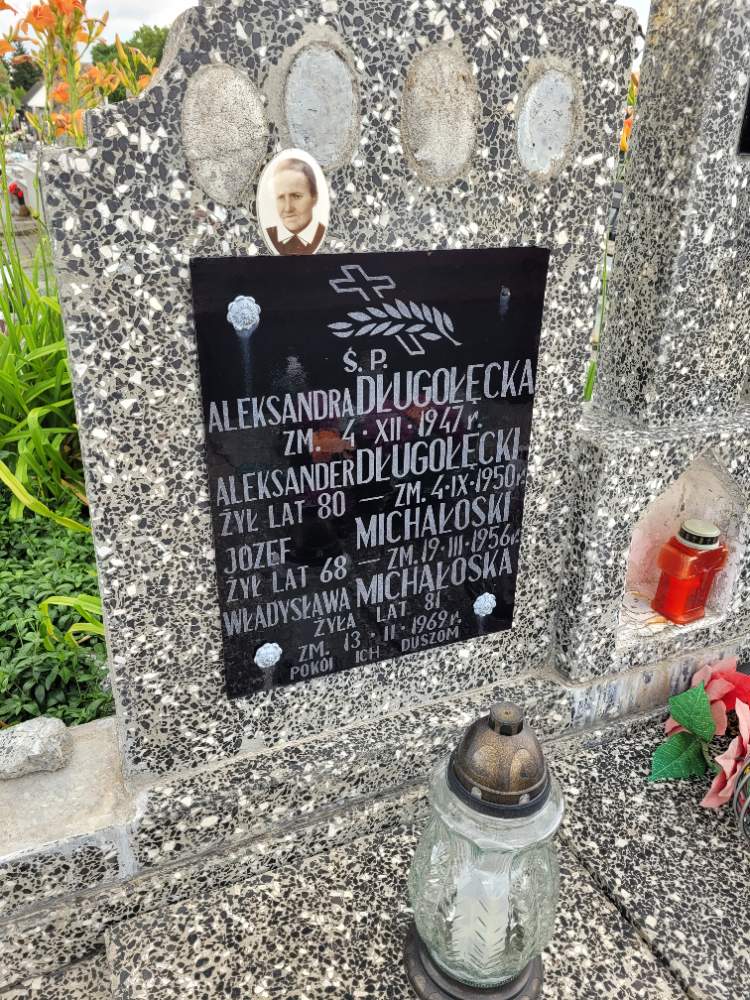 Ś. P.
ALEKSANDRA DŁUGOŁĘCKA
ZM. 4·XII·1947 r.
ALEKSANDER DŁUGOŁĘCKI
ŻYŁ LAT 80 — ZM. 4·IX·1950 r.
JÓZEF MICHAŁOSKI
ŻYŁ LAT 68 — ZM. 19·III·1956 r.
WŁADYSŁAWA MICHAŁOSKA
ŻYŁA LAT 81
ZM. 13·II·1969 r.
POKÓJ ICH DUSZOM